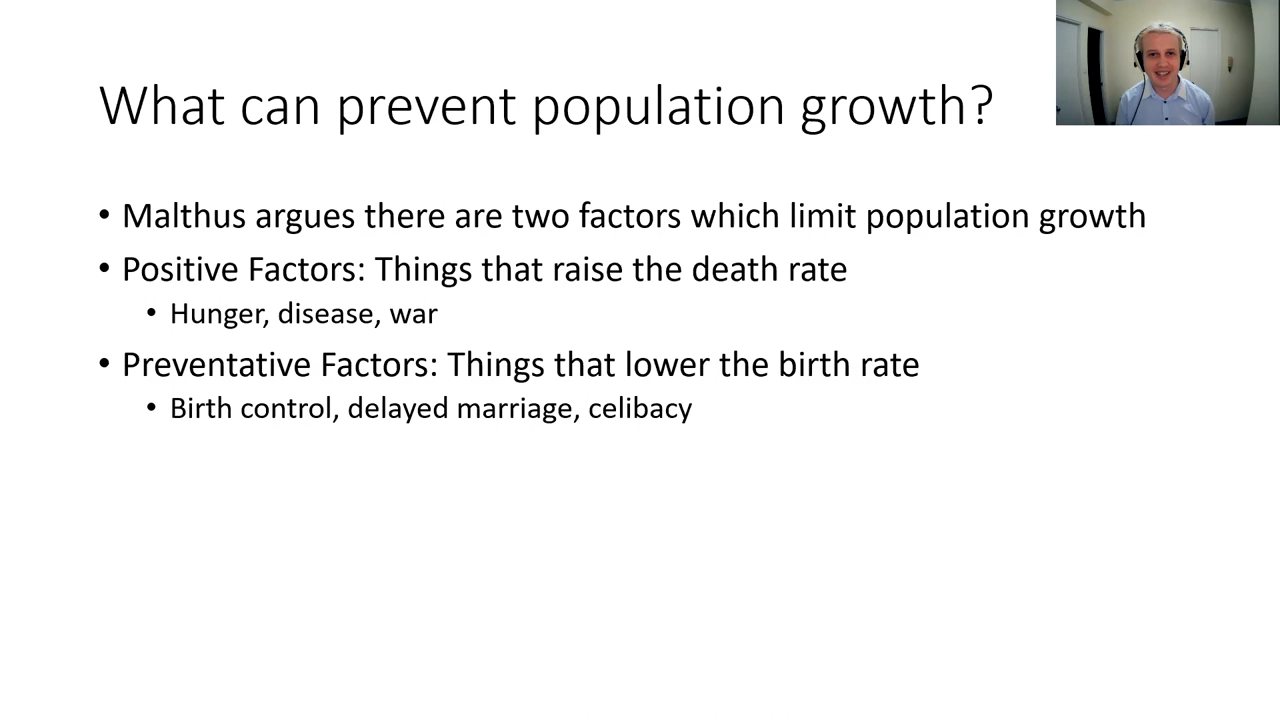 What can prevent population growth?
• Malthus argues there are two factors which limit population growth
• Positive Factors: Things that raise the death rate
• Hunger, disease, war
• Preventative Factors: Things that lower the birth rate
• Birth control, delayed marriage, celibacy